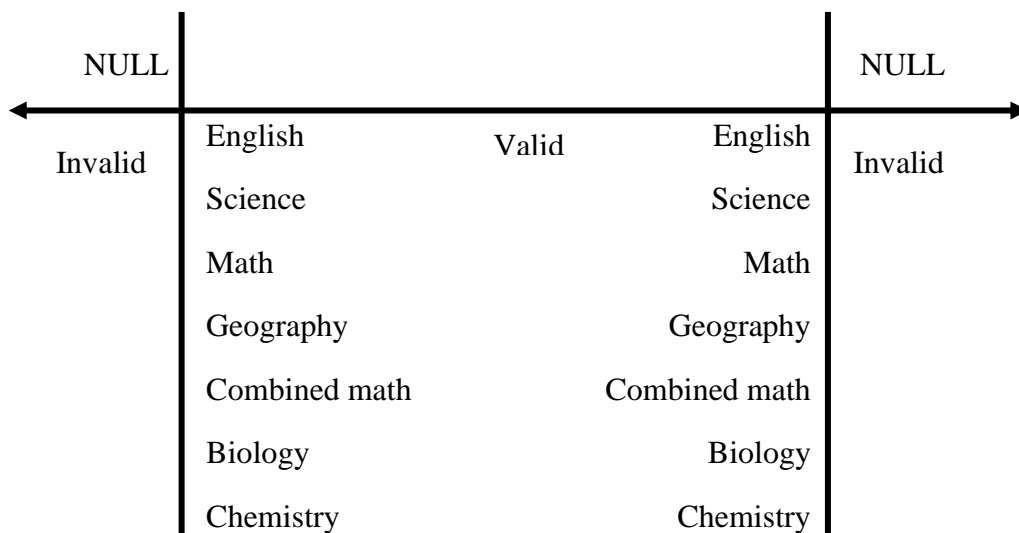 NULL NULL
English Valid English
Invalid Invalid
Science Science
Math Math
Geography Geography
Combined math Combined math
Biology Biology
Chemistry Chemistry